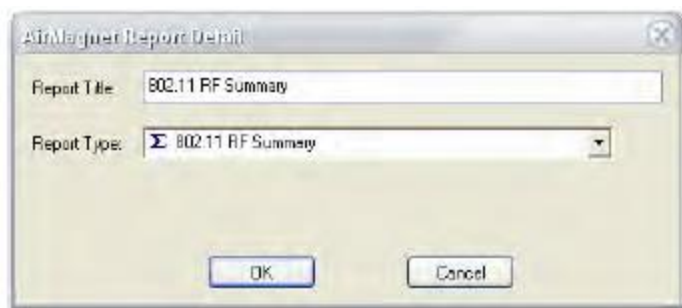 AirMagnet Report Detail
Report Title:
802.11 RF Summary
Report Type:
Σ 802.11 RF Summary
OK
Cancel